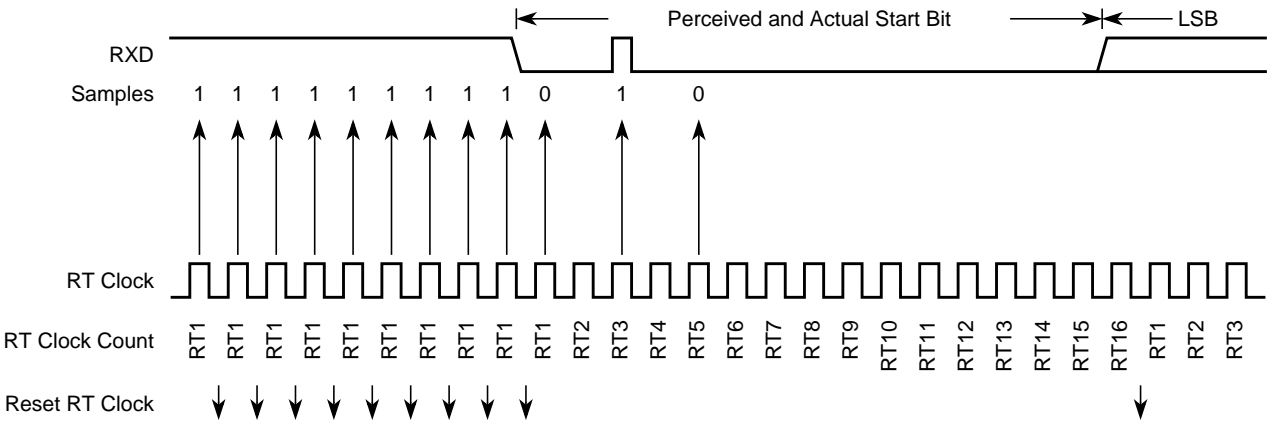 Perceived and Actual Start Bit LSB
RXD
Samples 1 1 1 1 1 1 1 1 1 0 1 0
RT Clock
RT Clock Count RT1 RT1 RT1 RT1 RT1 RT1 RT1 RT1 RT1 RT1 RT2 RT3 RT4 RT5 RT6 RT7 RT8 RT9 RT10 RT11 RT12 RT13 RT14 RT15 RT16 RT1 RT2 RT3
Reset RT Clock